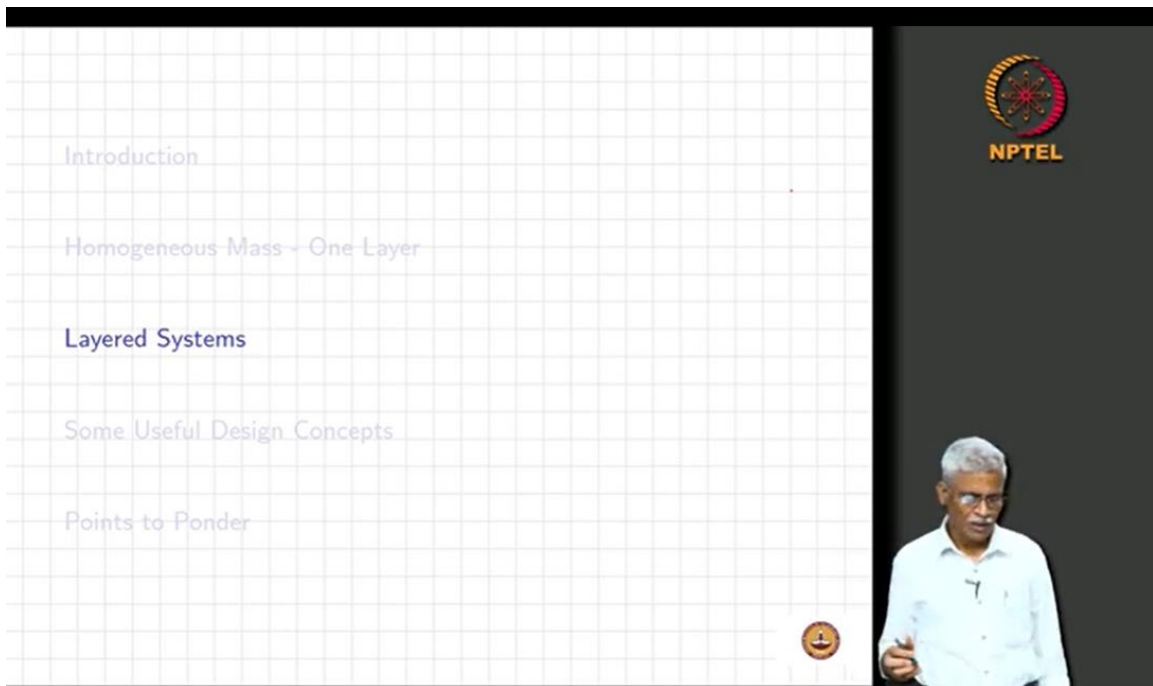 Introduction
Homogeneous Mass - One Layer
Layered Systems
Some Useful Design Concepts
Points to Ponder
NPTEL